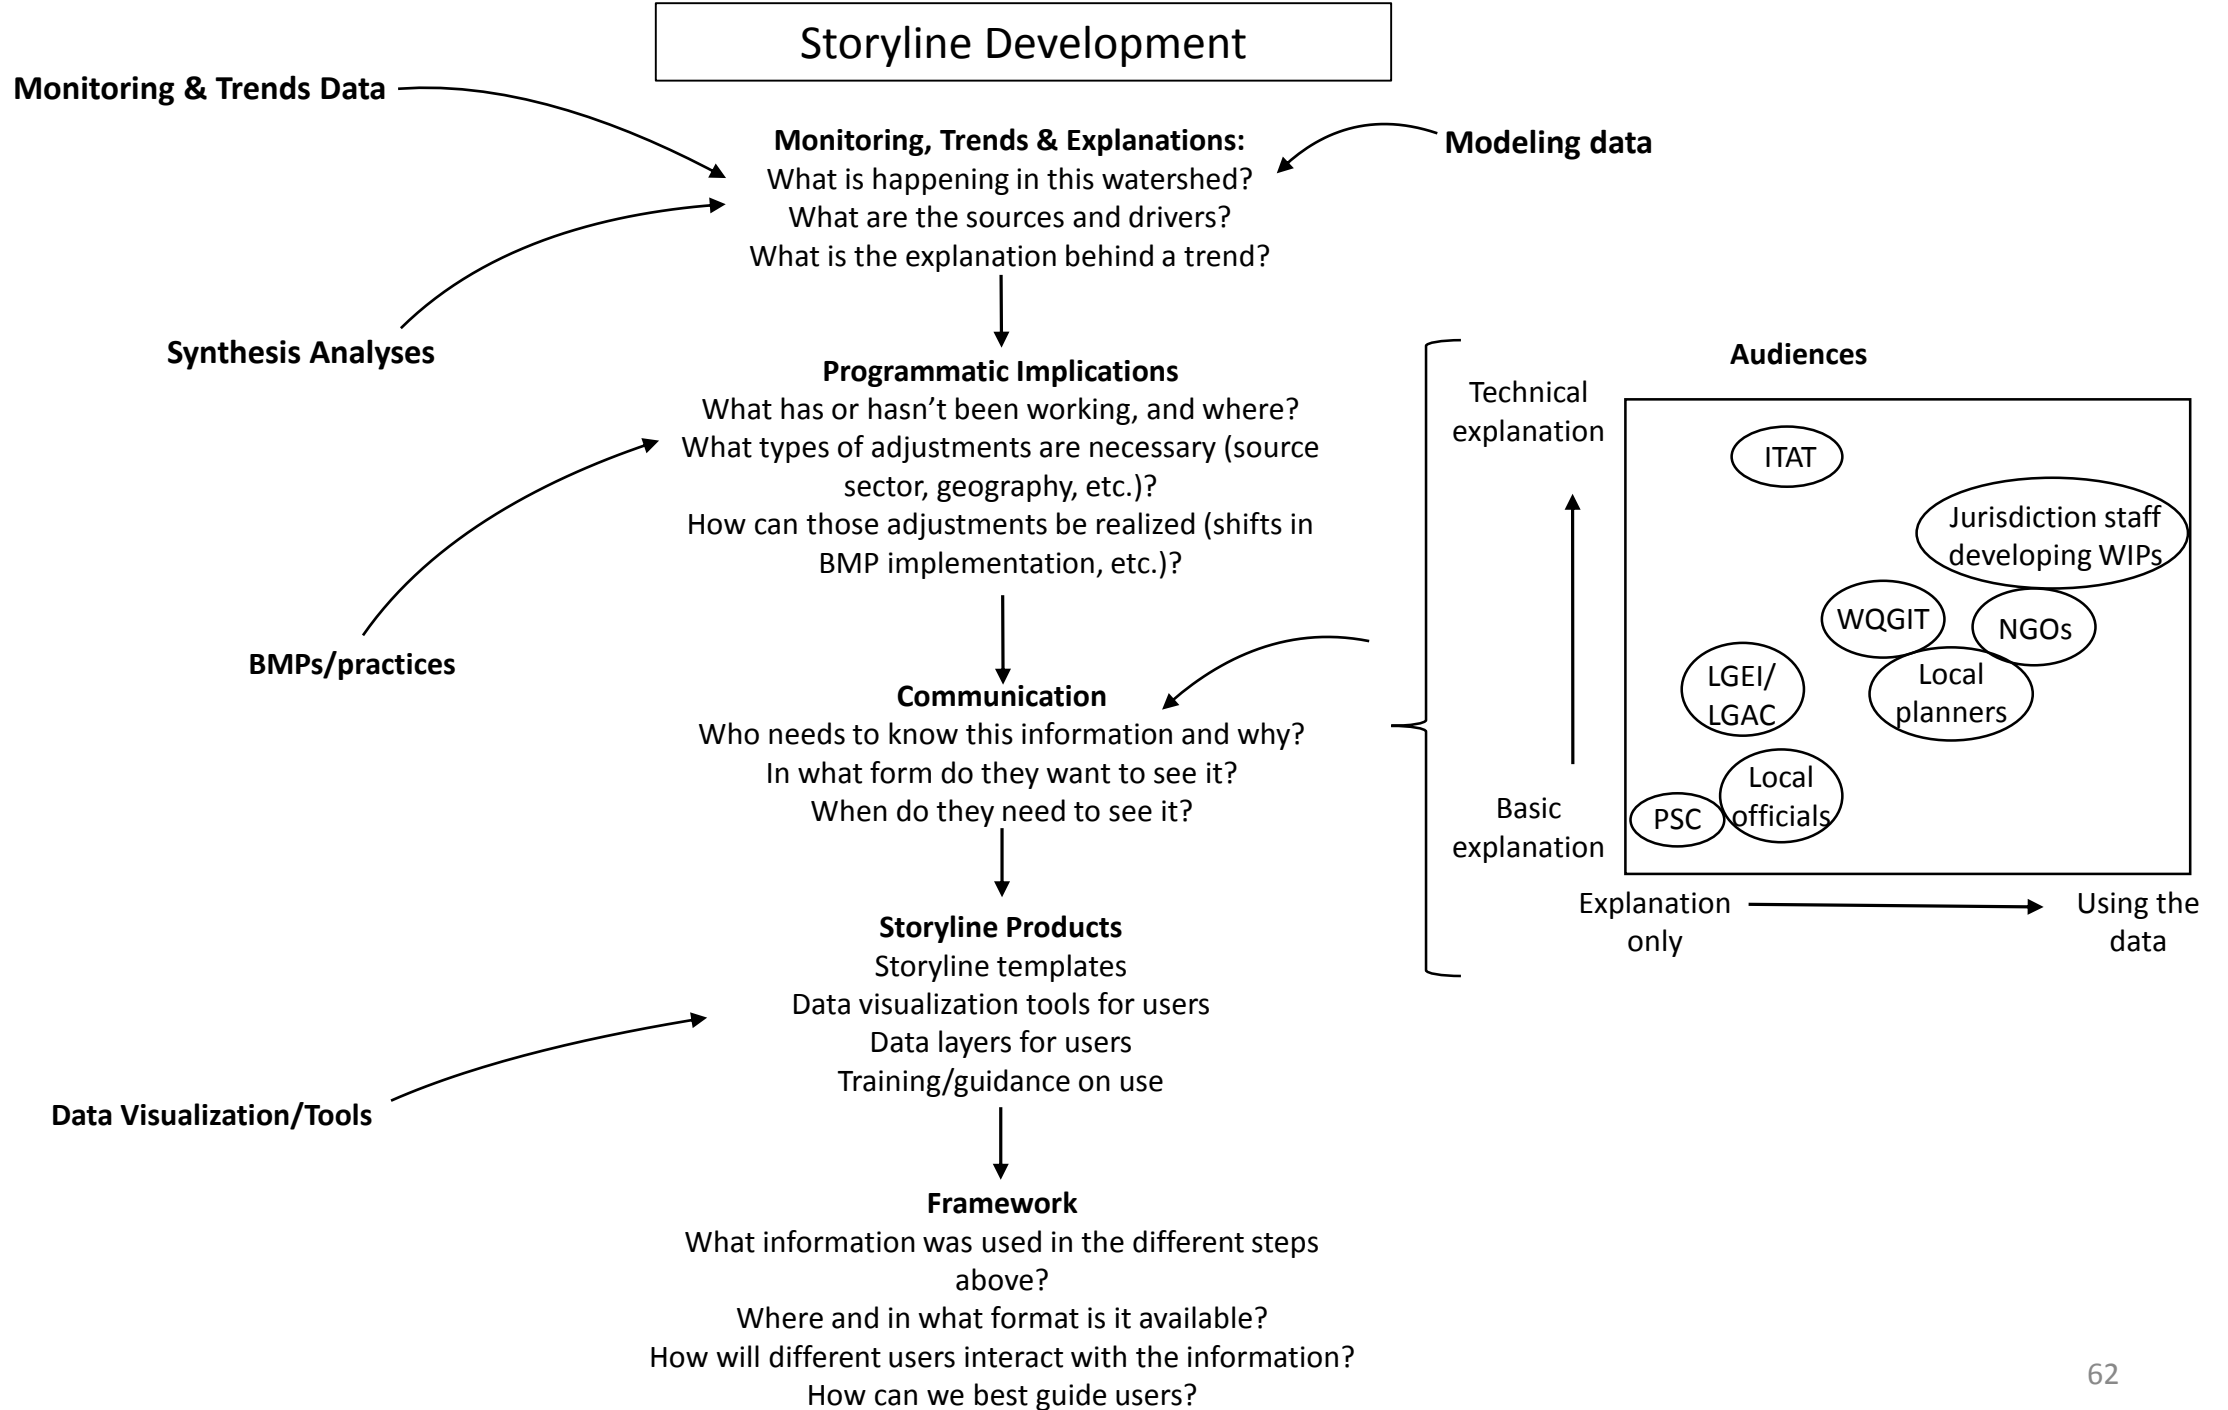 Storyline Development
Monitoring & Trends Data
Monitoring, Trends & Explanations:
What is happening in this watershed?
What are the sources and drivers?
What is the explanation behind a trend?
Modeling data
Synthesis Analyses
Programmatic Implications
What has or hasn't been working, and where?
What types of adjustments are necessary (source
sector, geography, etc.)?
How can those adjustments be realized (shifts in
BMP implementation, etc.)?
BMPs/practices
Communication
Who needs to know this information and why?
In what form do they want to see it?
When do they need to see it?
Audiences
Technical
explanation
ITAT
Jurisdiction staff
developing WIPs
WQGIT
NGOs
LGEI/
LGAC
Local
planners
Local
officials
PSC
Basic
explanation
Explanation
only
Using the
data
Storyline Products
Storyline templates
Data visualization tools for users
Data layers for users
Training/guidance on use
Data Visualization/Tools
Framework
What information was used in the different steps
above?
Where and in what format is it available?
How will different users interact with the information?
How can we best guide users?
62